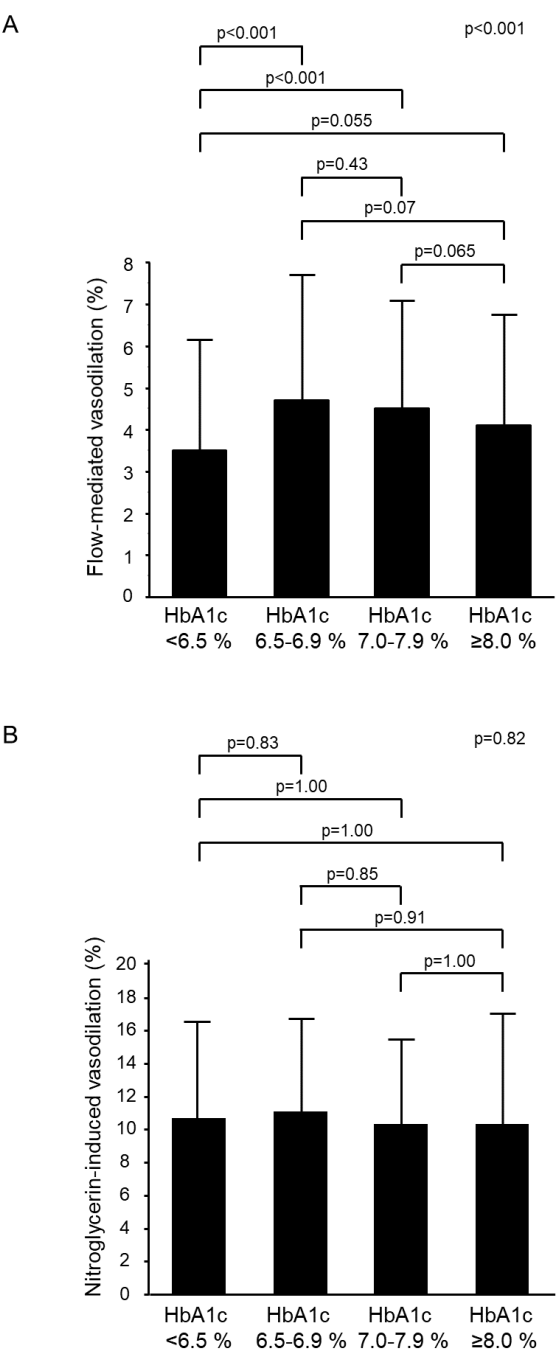 A
p<0.001
p<0.001
p<0.001
p=0.055
p=0.43
p=0.07
p=0.065
Flow-mediated vasodilation (%)
8
7
6
5
4
3
2
1
0
HbA1c HbA1c HbA1c HbA1c
<6.5 % 6.5-6.9 % 7.0-7.9 % ≥8.0 %
B
p=0.83
p=0.82
p=1.00
p=1.00
p=0.85
p=0.91
p=1.00
Nitroglycerin-induced vasodilation (%)
20
18
16
14
12
10
8
6
4
2
0
HbA1c HbA1c HbA1c HbA1c
<6.5 % 6.5-6.9 % 7.0-7.9 % ≥8.0 %